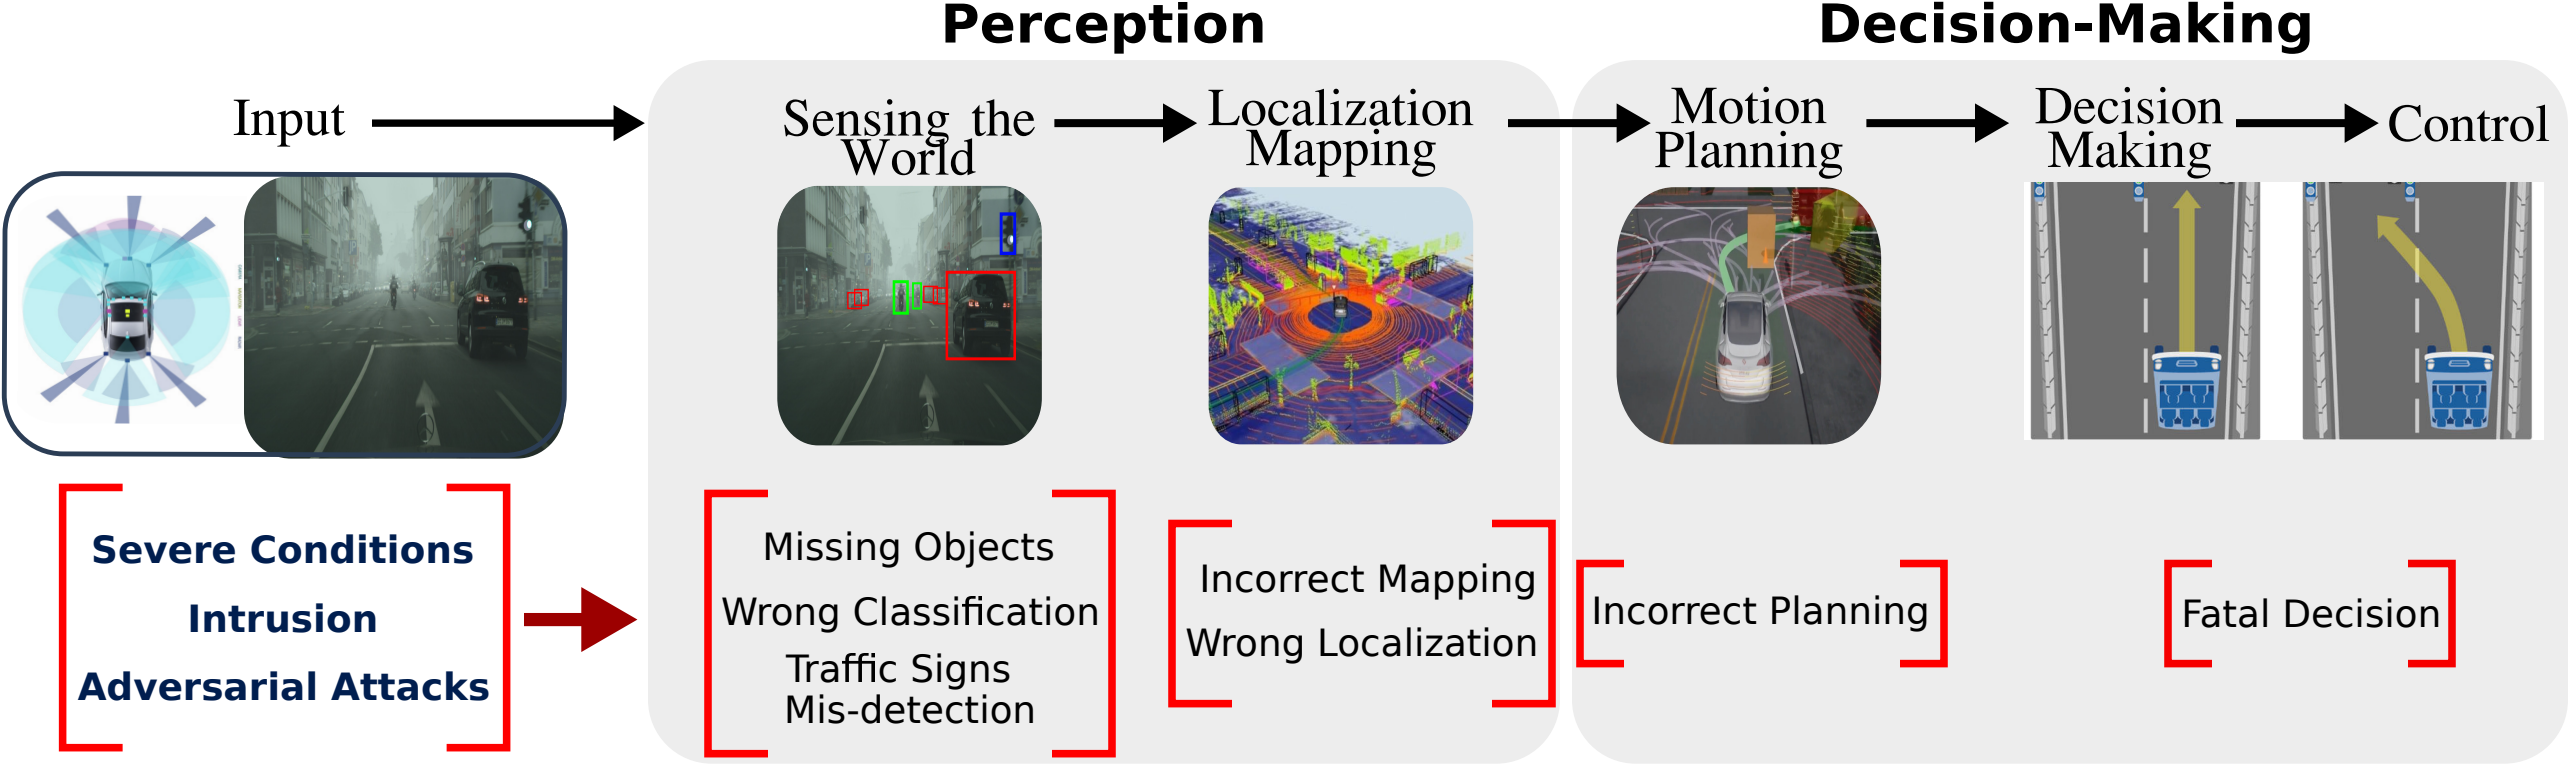 Perception
Decision-Making
Input
Sensing the
World
Localization
Mapping
Motion
Planning
Decision
Making
Control
Severe Conditions
Intrusion
Adversarial Attacks
Missing Objects
Wrong Classification
Traffic Signs
Mis-detection
Incorrect Mapping
Wrong Localization
Incorrect Planning
Fatal Decision